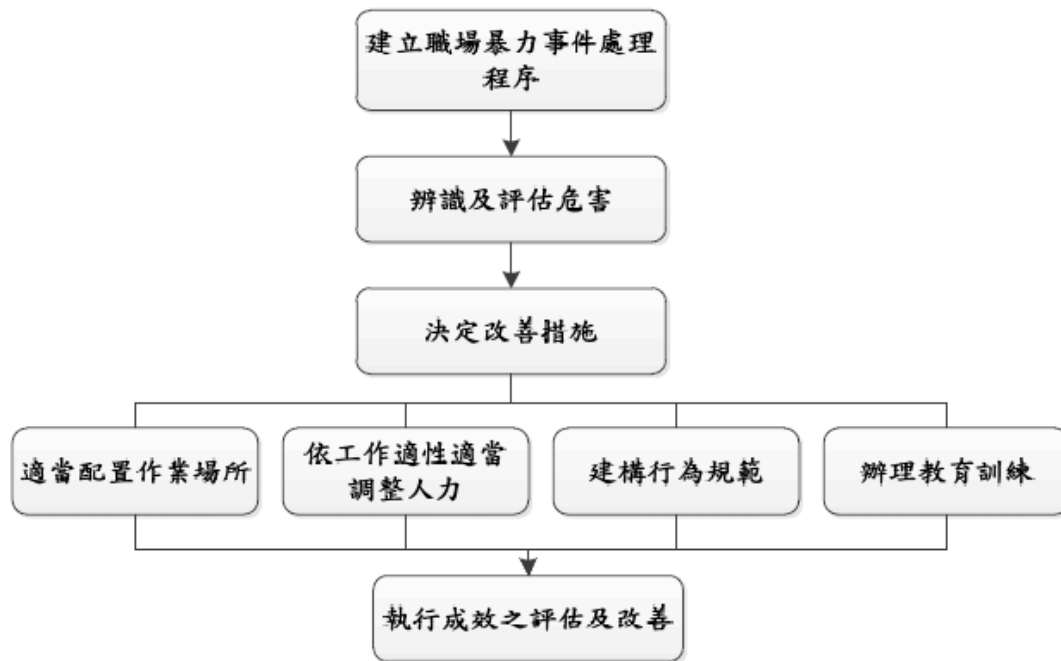 建立職場暴力事件處理
程序
辨識及評估危害
決定改善措施
適當配置作業場所
依工作適性適當
調整人力
建構行為規範
辦理教育訓練
執行成效之評估及改善